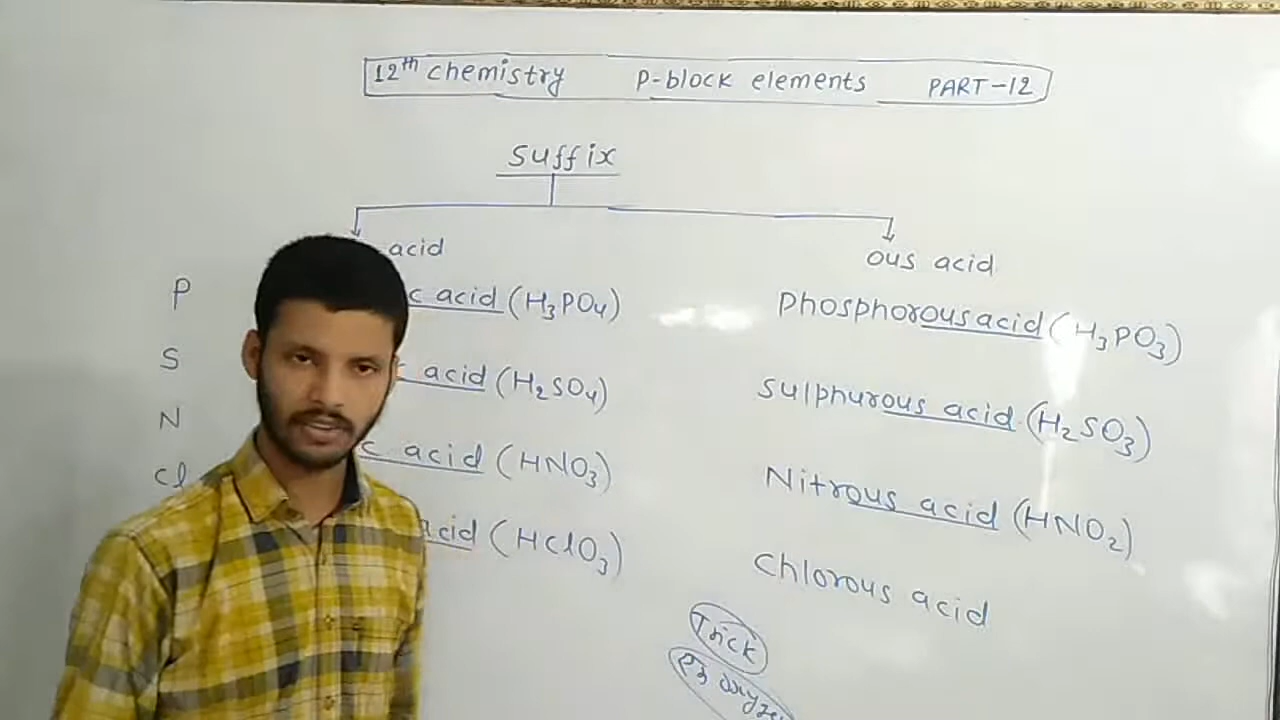 12th chemistry P-block elements PART-12
Suffix
acid
ous acid
P
c acid (H3PO4)
Phosphorous acid (H3PO3)
S
c acid (H2SO4)
Sulphurous acid (H2SO3)
N
c acid (HNO3)
Nitrous acid (HNO2)
Cl
acid (HClO3)
Chlorous acid
Trick